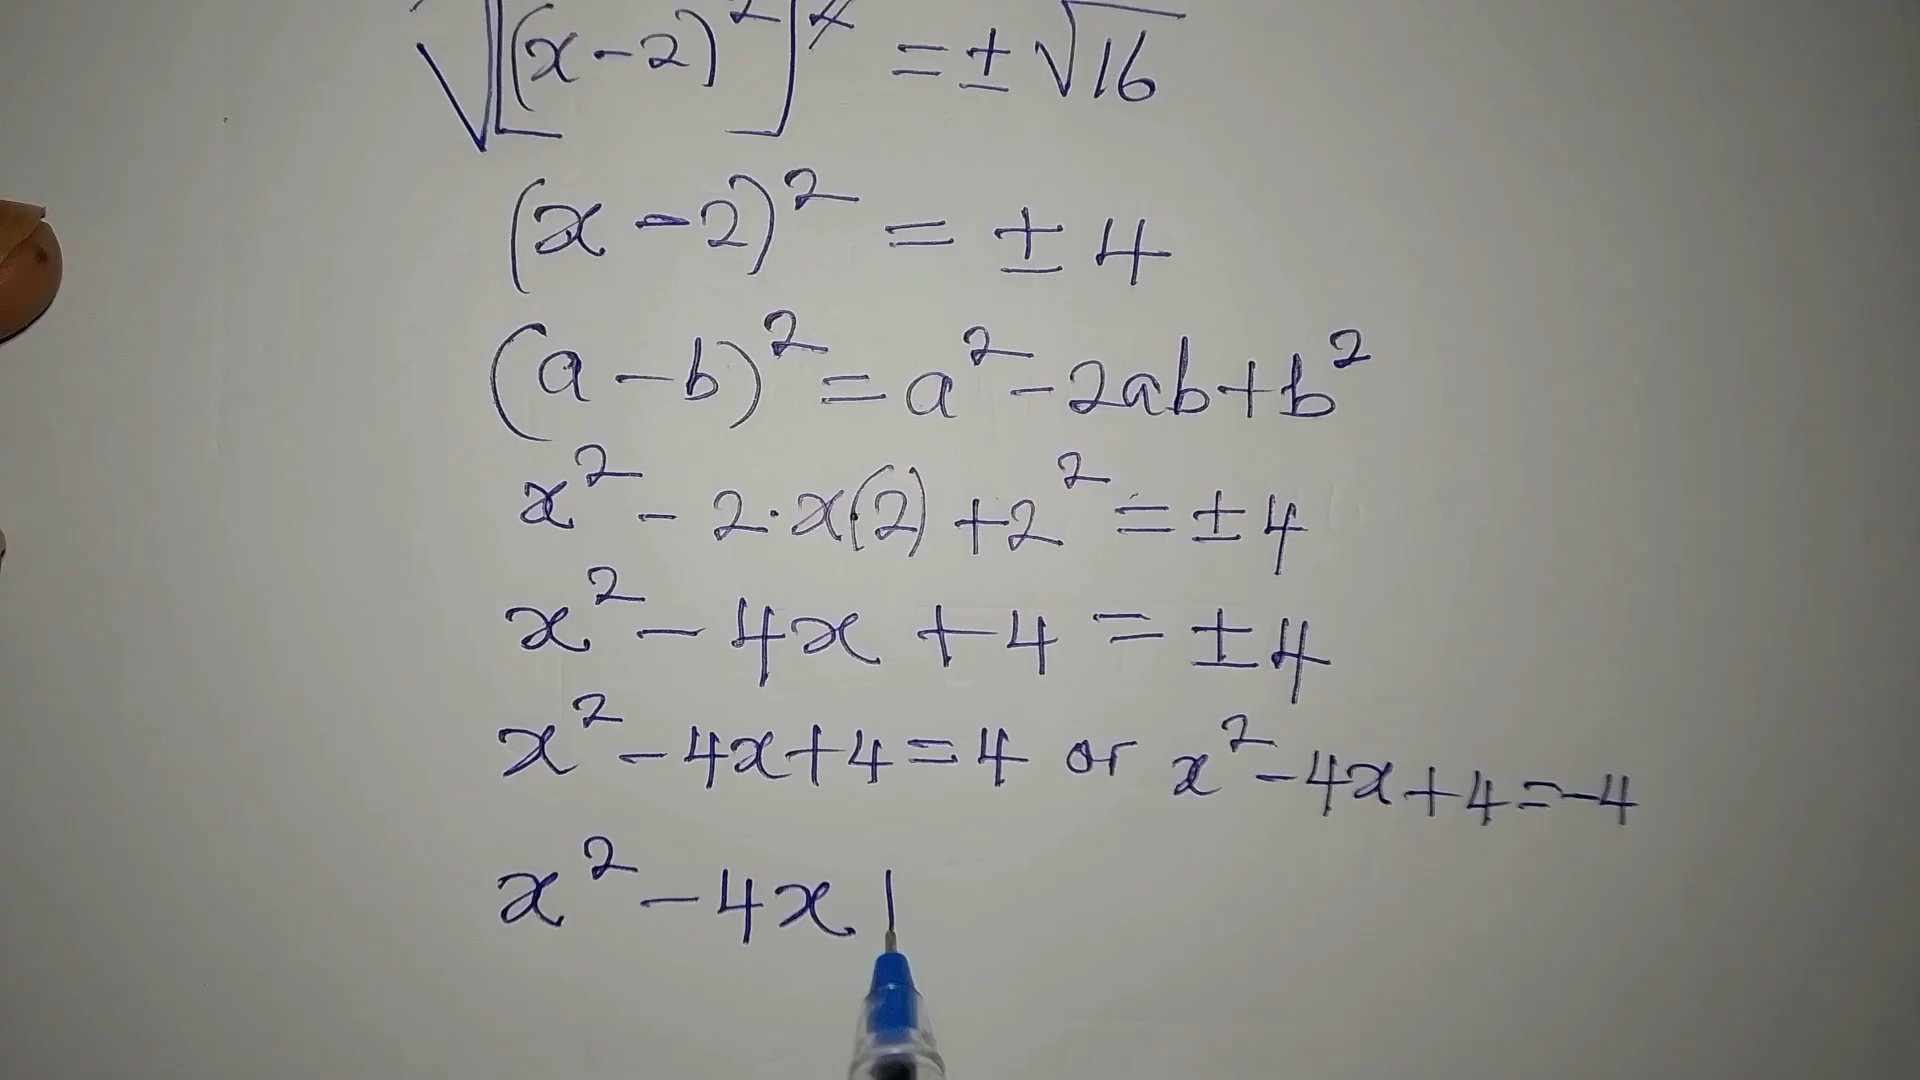 √[(x-2)²]² = ± √16
(x - 2)² = ± 4
(a - b)² = a² - 2ab + b²
x² - 2·x(2) + 2² = ± 4
x² - 4x + 4 = ± 4
x² - 4x + 4 = 4 or x² - 4x + 4 = -4
x² - 4x